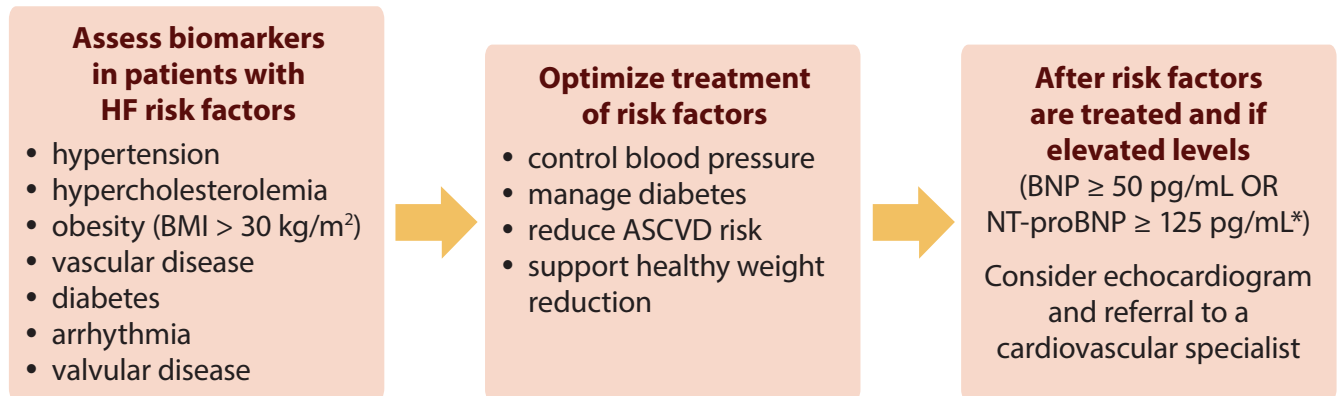 Assess biomarkers
in patients with
HF risk factors
• hypertension
• hypercholesterolemia
• obesity (BMI > 30 kg/m²)
• vascular disease
• diabetes
• arrhythmia
• valvular disease
Optimize treatment
of risk factors
• control blood pressure
• manage diabetes
• reduce ASCVD risk
• support healthy weight
reduction
After risk factors
are treated and if
elevated levels
(BNP ≥ 50 pg/mL OR
NT-proBNP ≥ 125 pg/mL*)
Consider echocardiogram
and referral to a
cardiovascular specialist